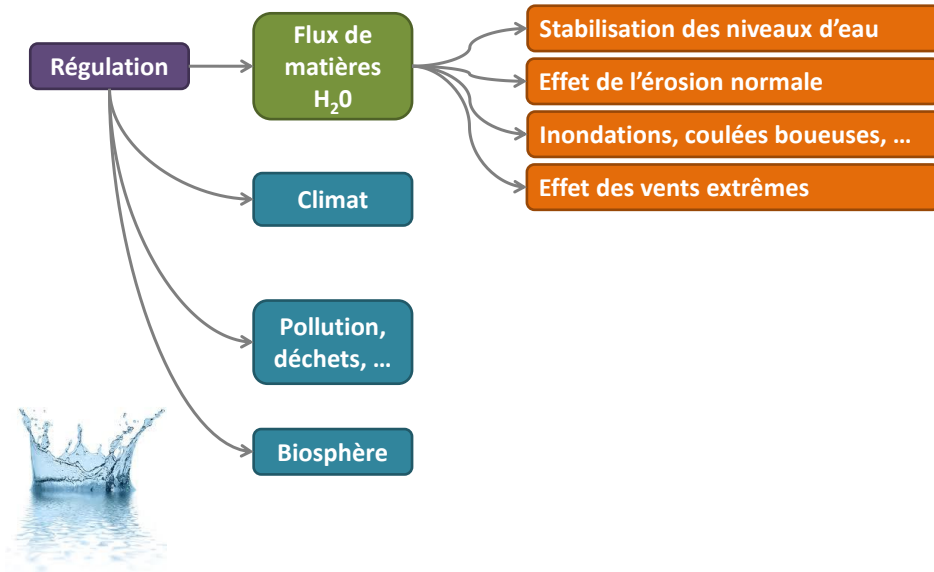 Régulation
Flux de
matières
H₂0
Stabilisation des niveaux d’eau
Effet de l’érosion normale
Inondations, coulées boueuses, …
Effet des vents extrêmes
Climat
Pollution,
déchets, …
Biosphère